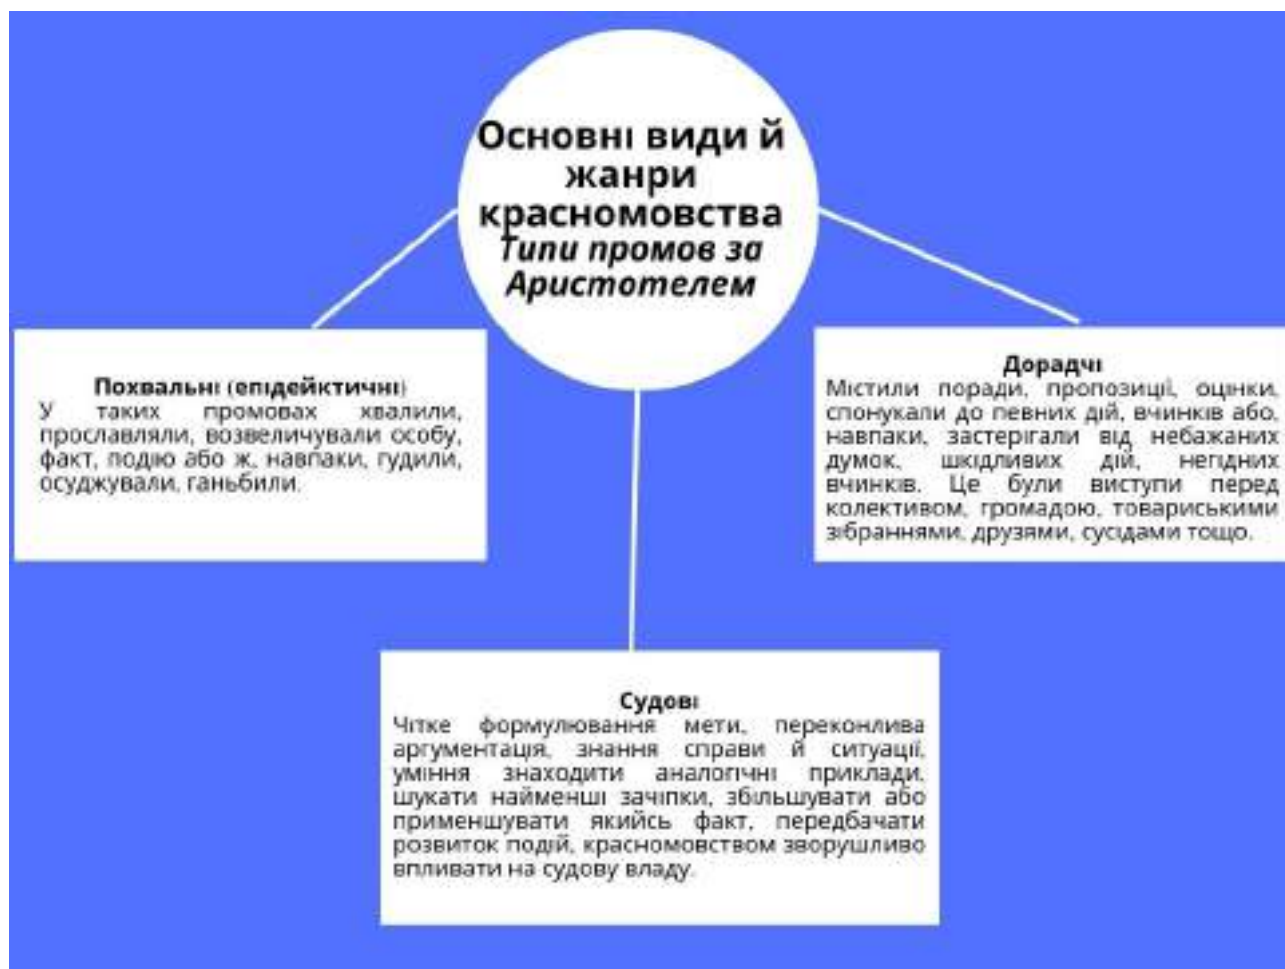 Основні види й
жанри
красномовства
Типи промов за
Аристотелем
Похвальні (епідейктичні)
У таких промовах хвалили,
прославляли, возвеличували особу,
факт, подію або ж, навпаки, гудили,
осуджували, ганьбили.
Дорадчі
Містили поради, пропозиції, оцінки,
спонукали до певних дій, вчинків або,
навпаки, застерігали від небажаних
думок, шкідливих дій, негідних
вчинків. Це були виступи перед
колективом, громадою, товариськими
зібраннями, друзями, сусідами тощо.
Судові
Чітке формулювання мети, переконлива
аргументація, знання справи й ситуації,
уміння знаходити аналогічні приклади,
шукати найменші зачіпки, збільшувати або
применшувати якийсь факт, передбачати
розвиток подій, красномовством зворушливо
впливати на судову владу.